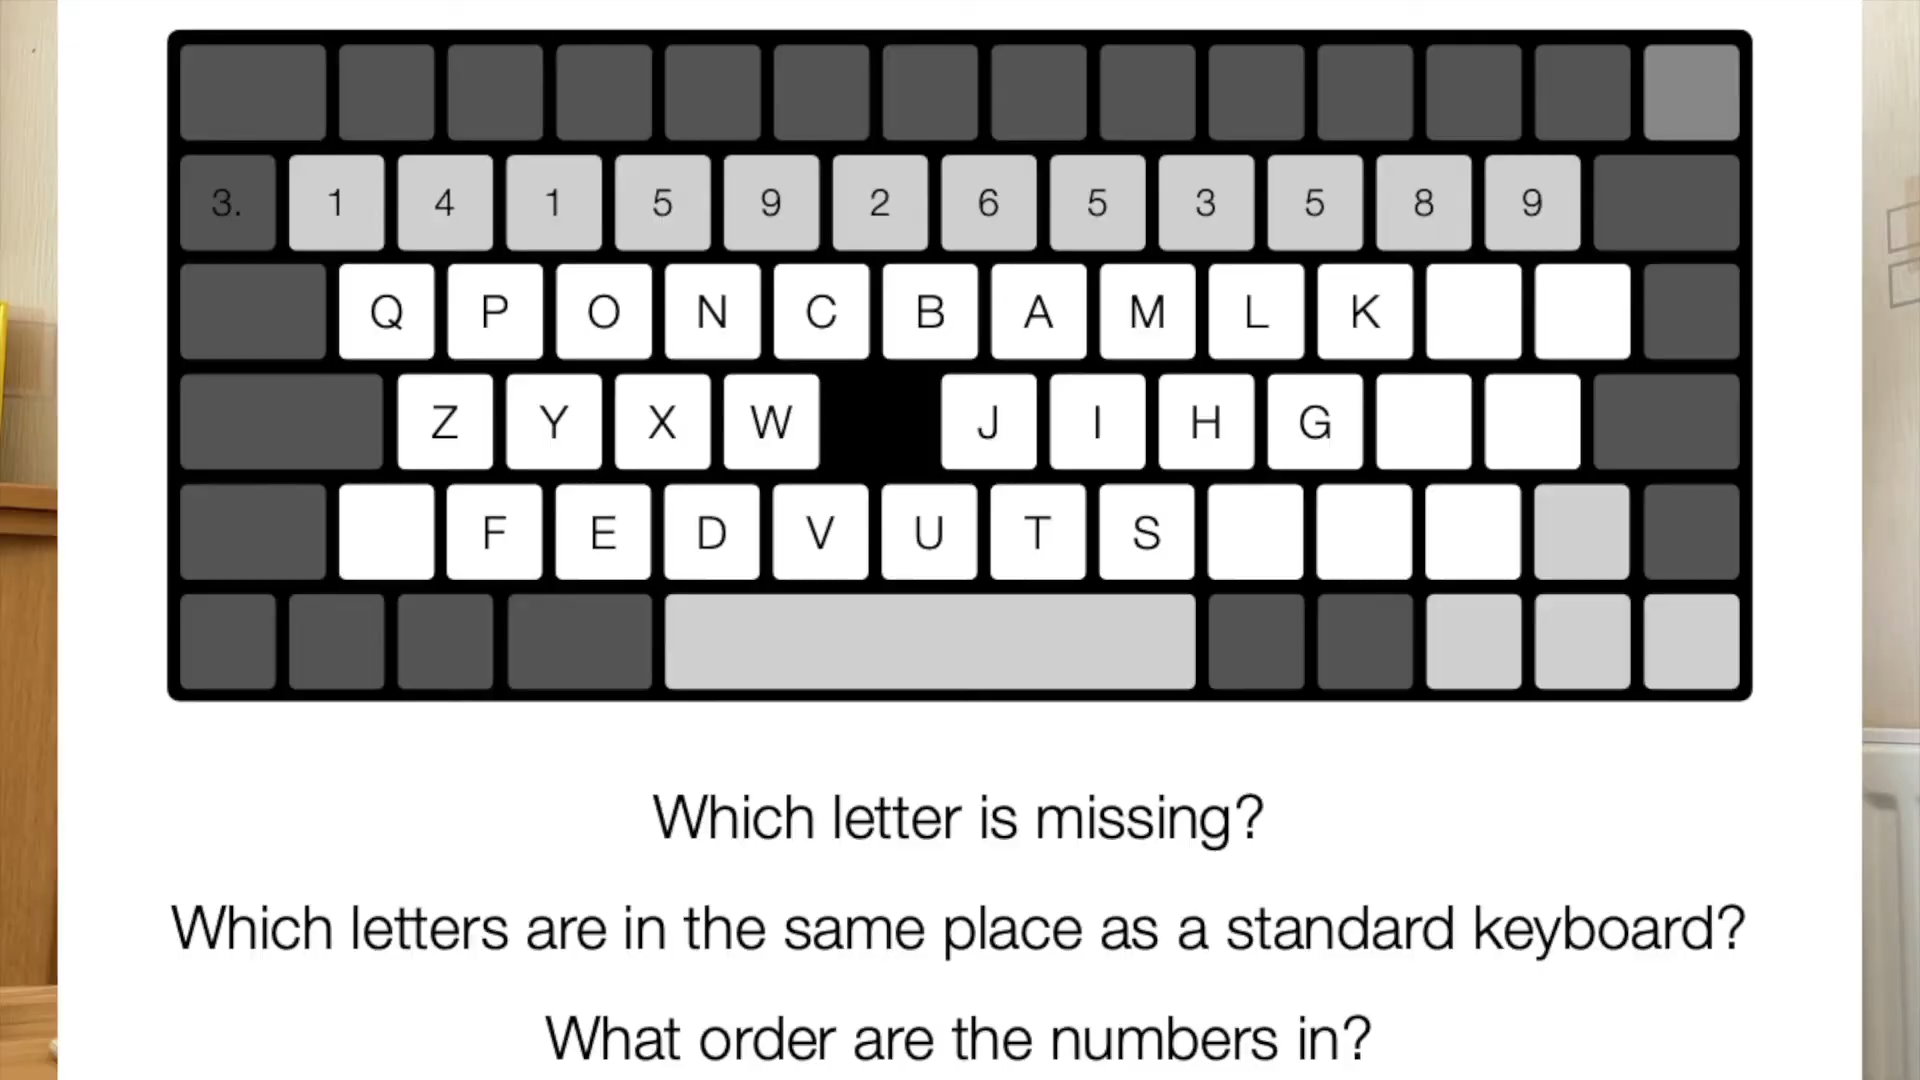 3. 1 4 1 5 9 2 6 5 3 5 8 9
Q P O N C B A M L K
Z Y X W J I H G
F E D V U T S
Which letter is missing?
Which letters are in the same place as a standard keyboard?
What order are the numbers in?